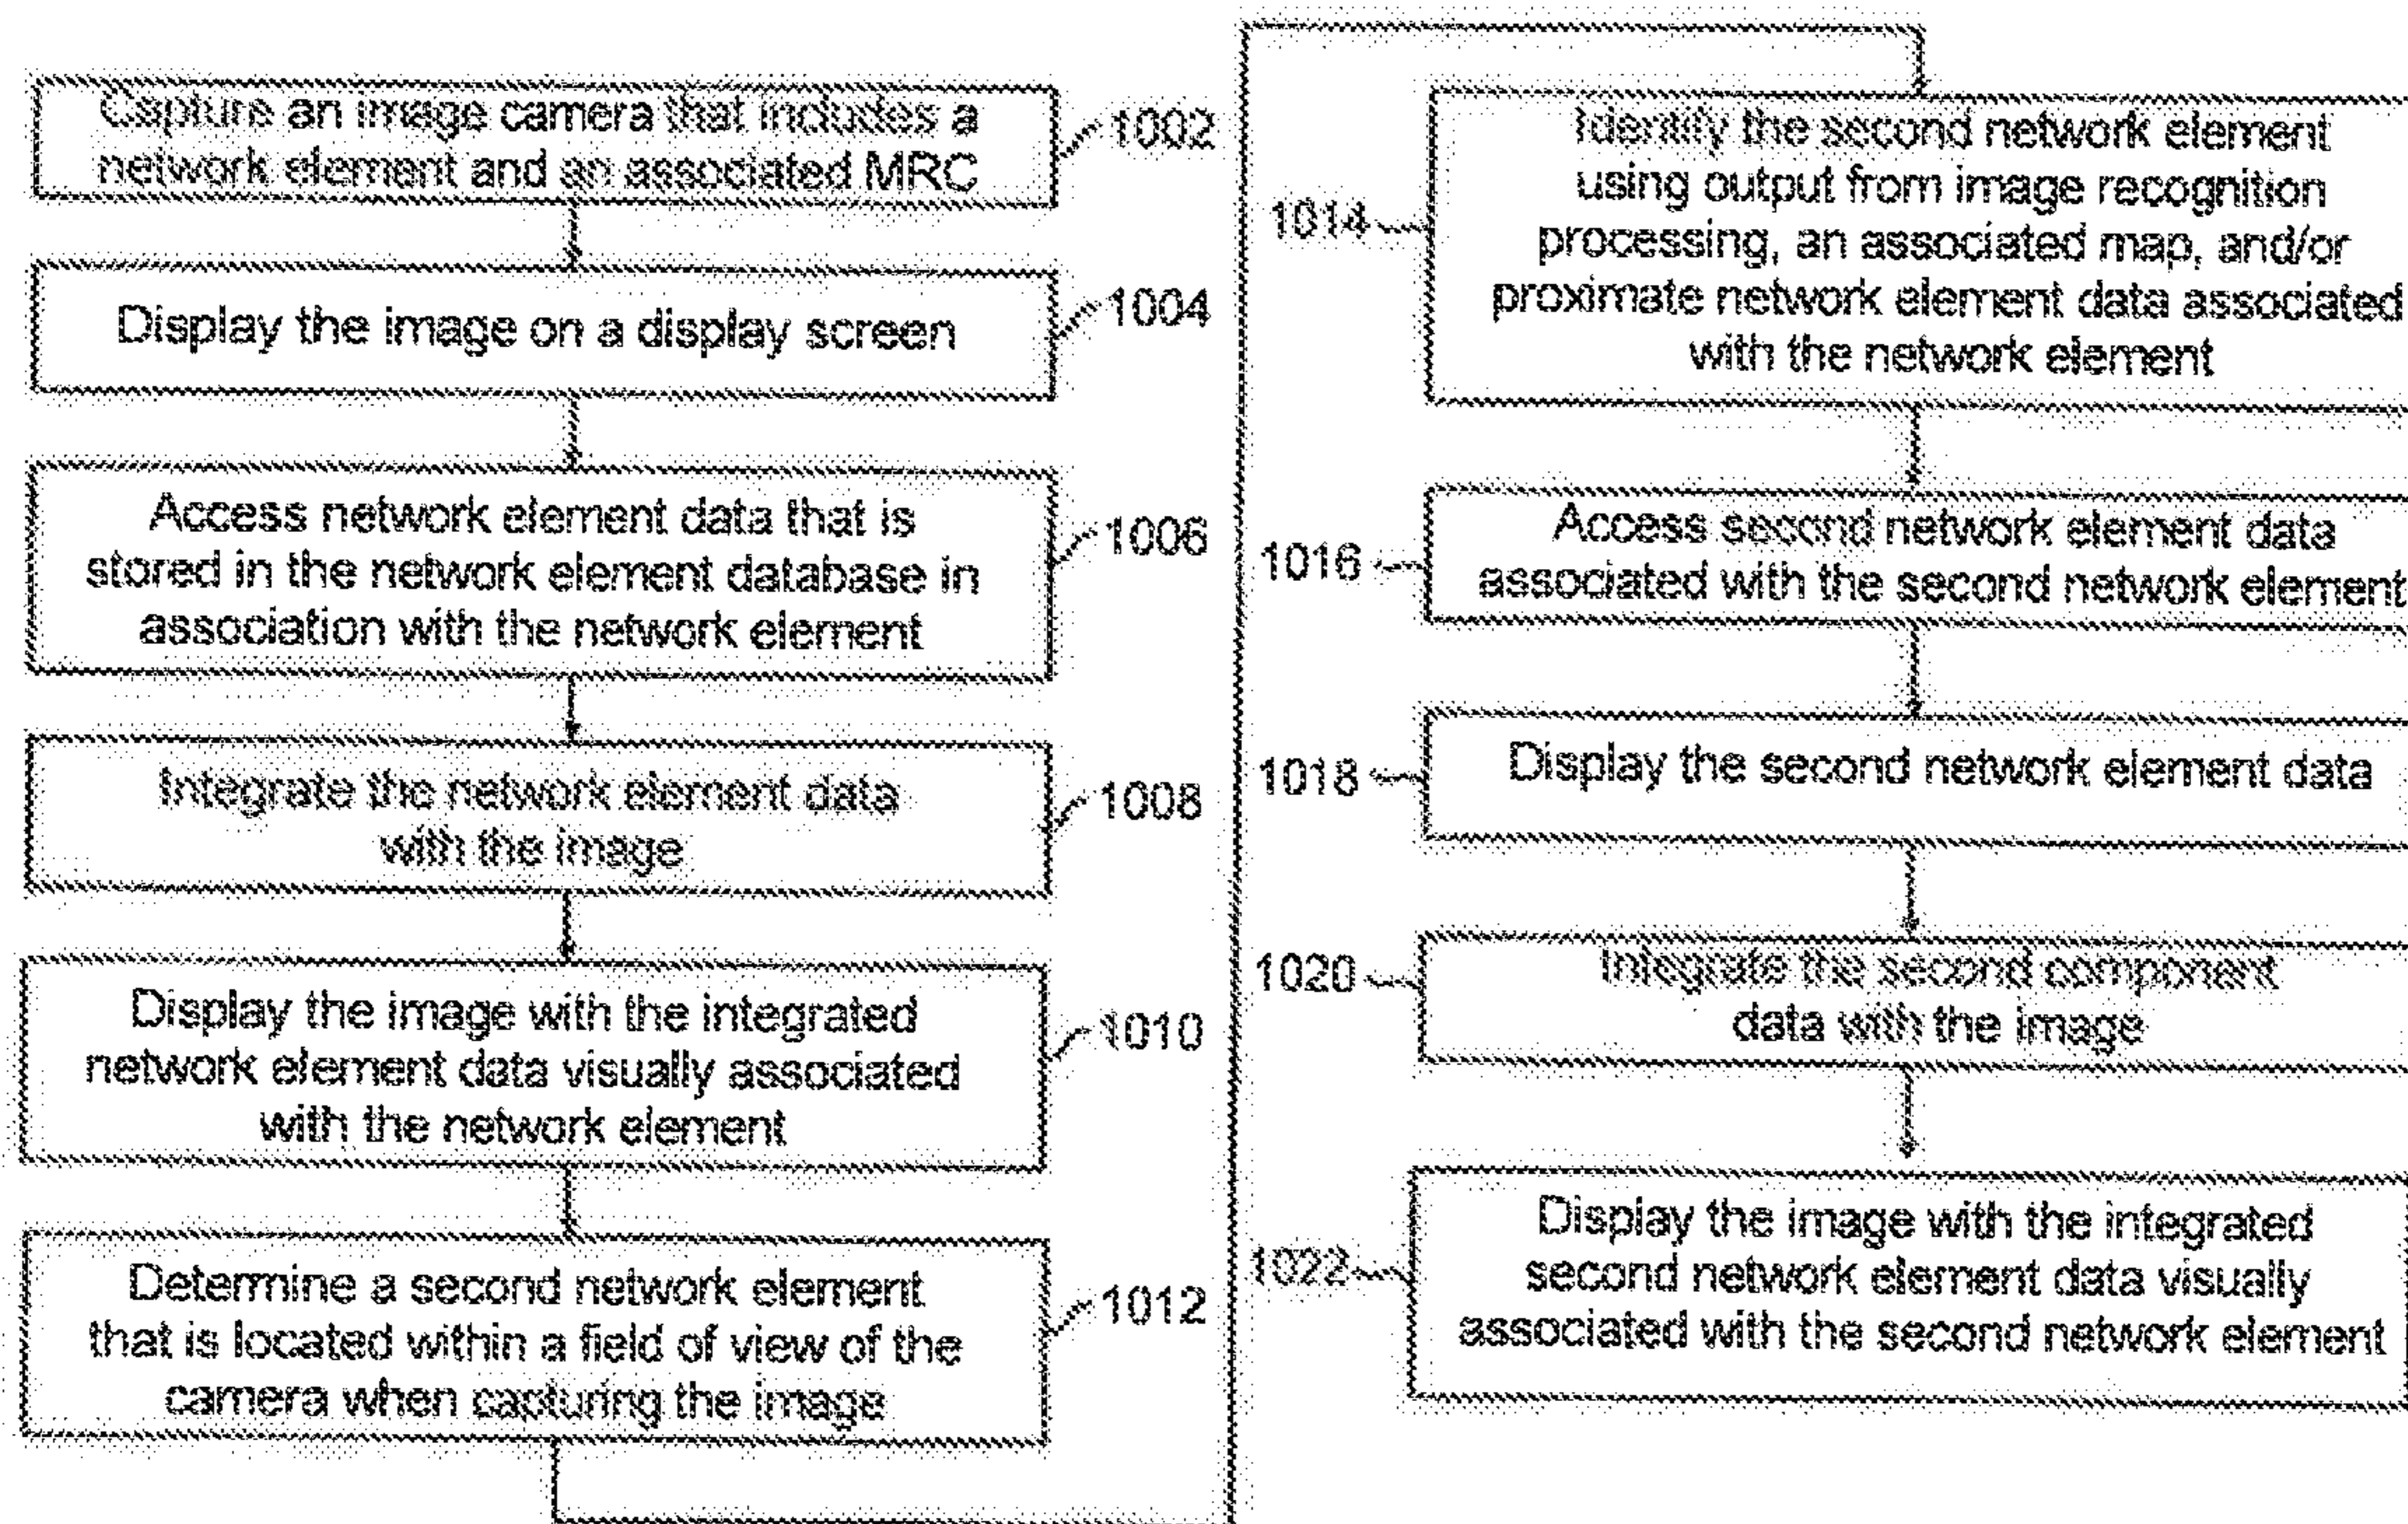 Capture an image camera that includes a
network element and an associated MRC
1002
Display the image on a display screen
1004
Access network element data that is
stored in the network element database in
association with the network element
1006
Integrate the network element data
with the image
1008
Display the image with the integrated
network element data visually associated
with the network element
1010
Determine a second network element
that is located within a field of view of the
camera when capturing the image
1012
Identify the second network element
using output from image recognition
processing, an associated map, and/or
proximate network element data associated
with the network element
1014
Access second network element data
associated with the second network element
1016
Display the second network element data
1018
Integrate the second component
data with the image
1020
Display the image with the integrated
second network element data visually
associated with the second network element
1022